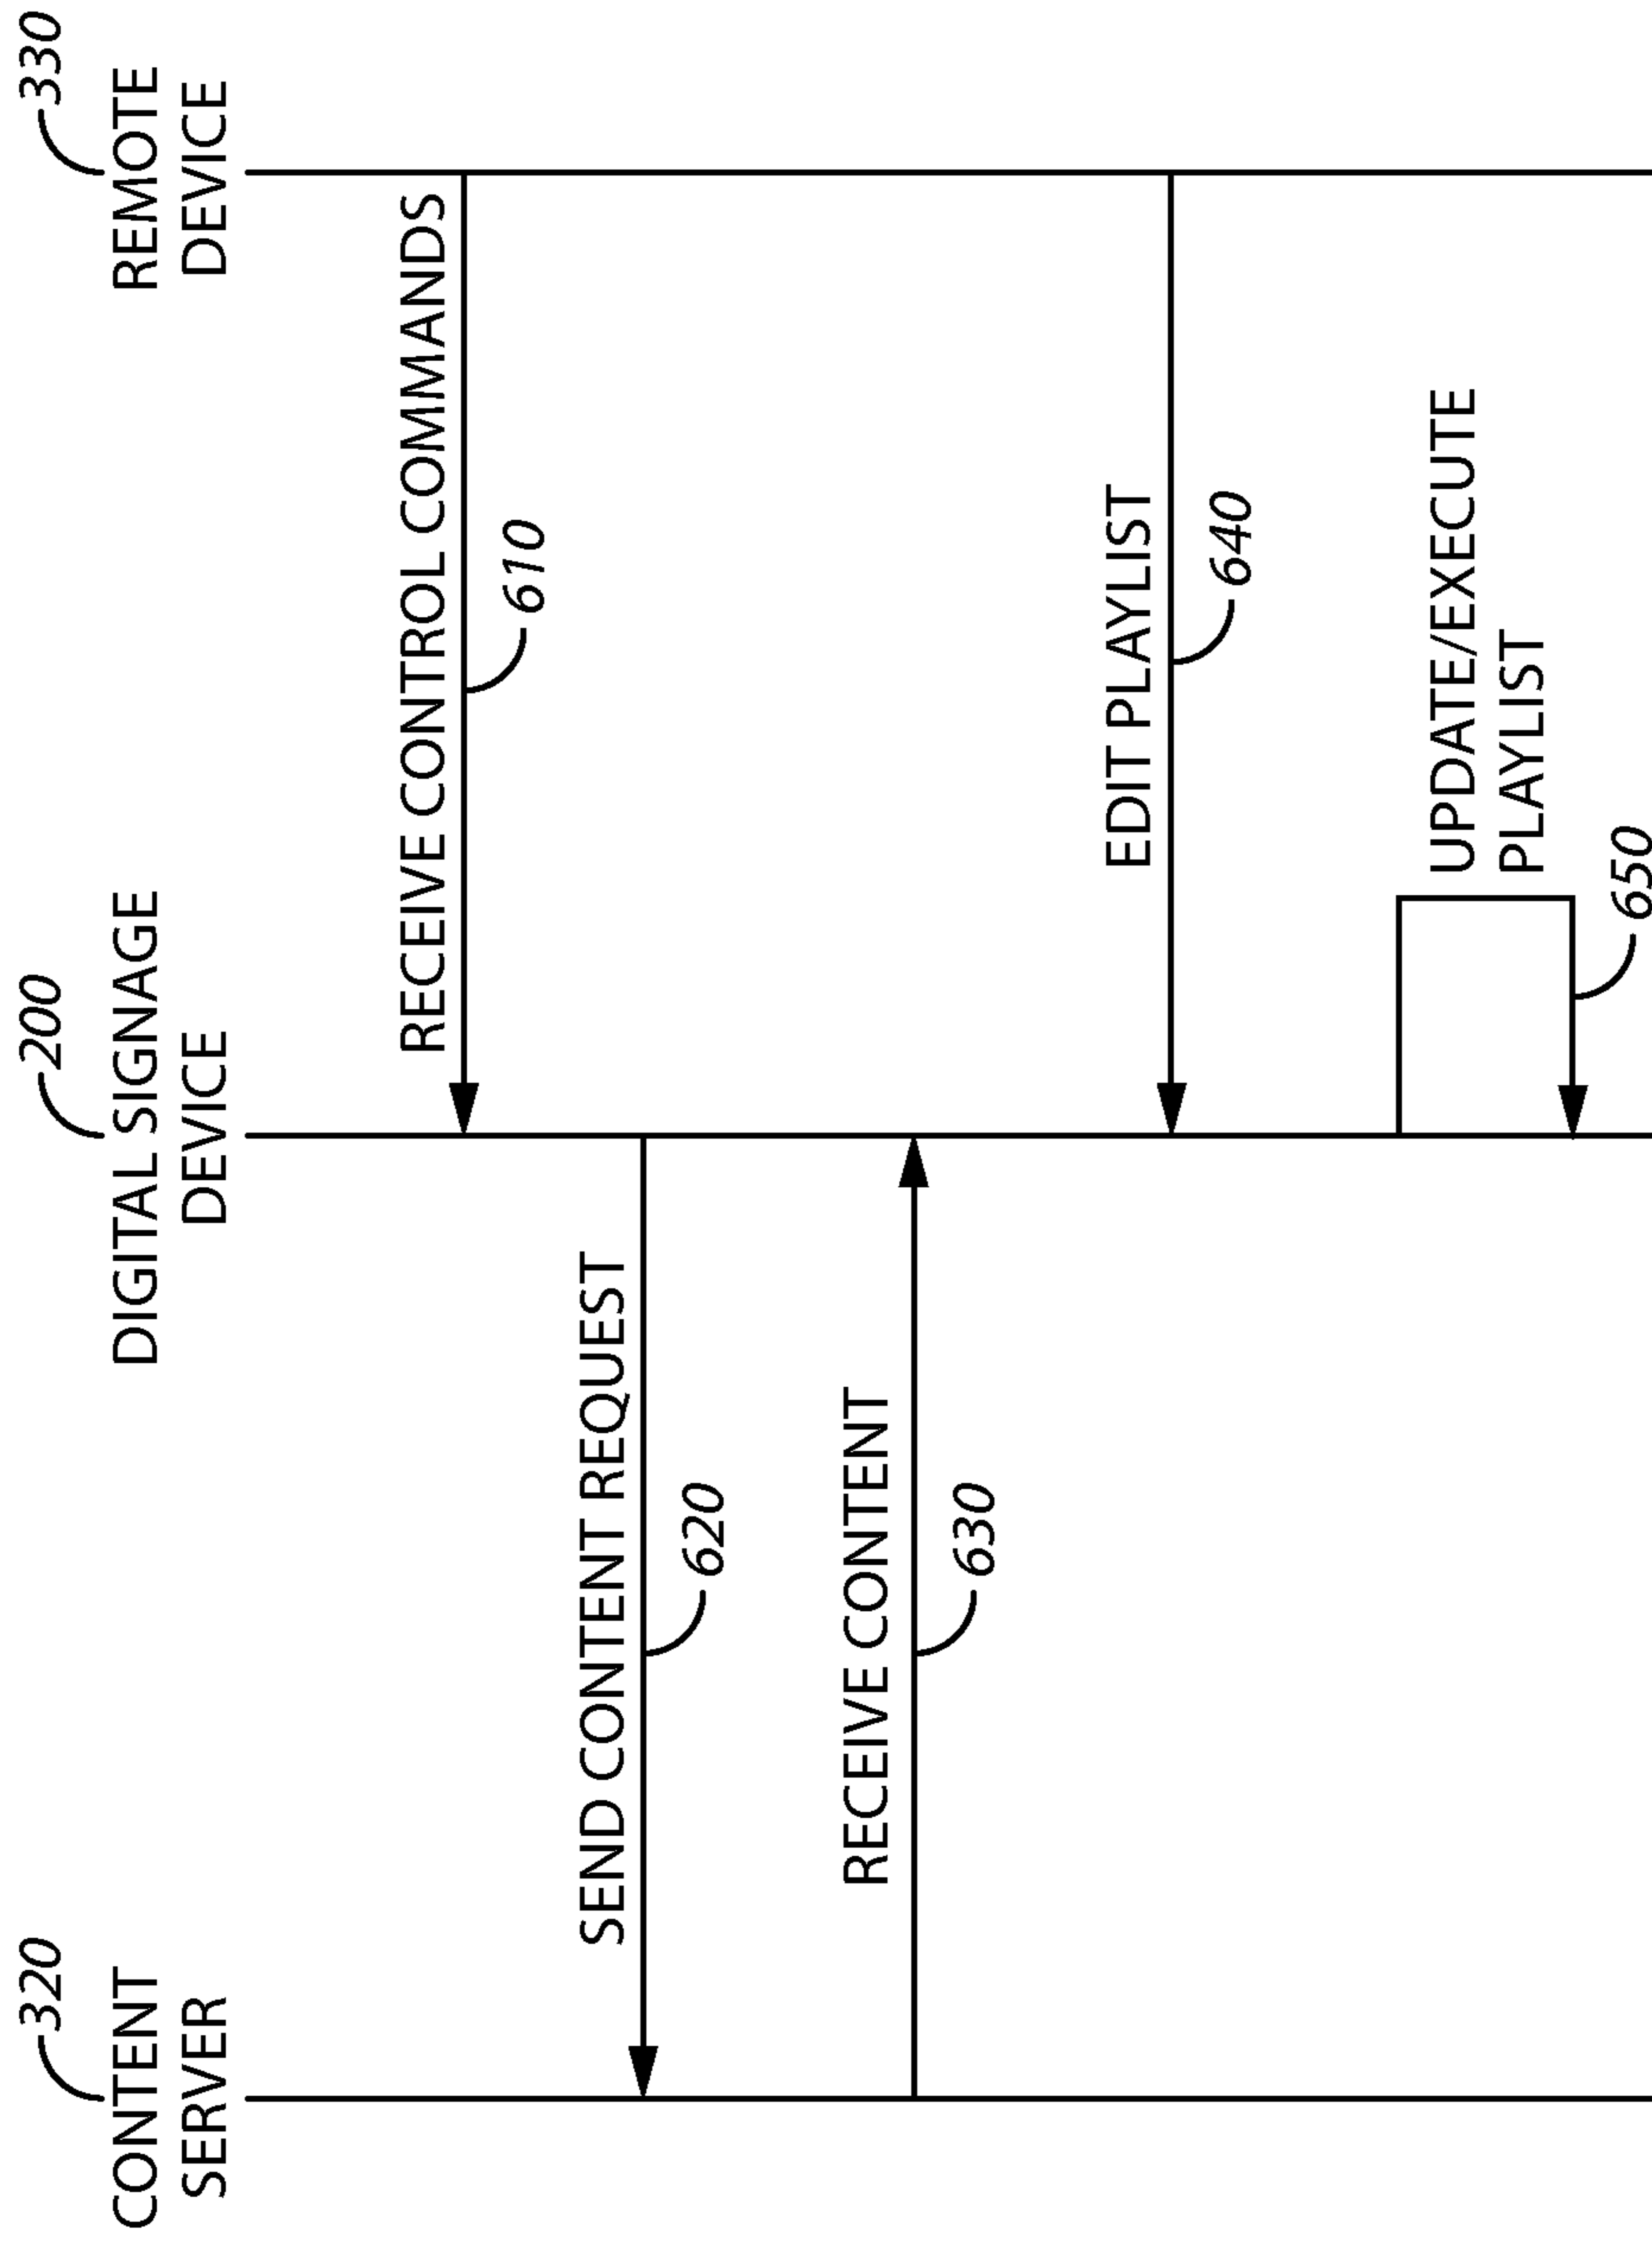 320
CONTENT
SERVER
200
DIGITAL SIGNAGE
DEVICE
330
REMOTE
DEVICE
RECEIVE CONTROL COMMANDS
610
SEND CONTENT REQUEST
620
RECEIVE CONTENT
630
EDIT PLAYLIST
640
UPDATE/EXECUTE
PLAYLIST
650